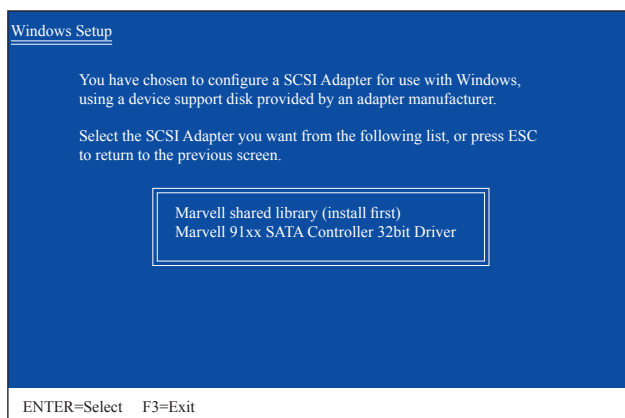 Windows Setup
You have chosen to configure a SCSI Adapter for use with Windows,
using a device support disk provided by an adapter manufacturer.
Select the SCSI Adapter you want from the following list, or press ESC
to return to the previous screen.
Marvell shared library (install first)
Marvell 91xx SATA Controller 32bit Driver
ENTER=Select F3=Exit